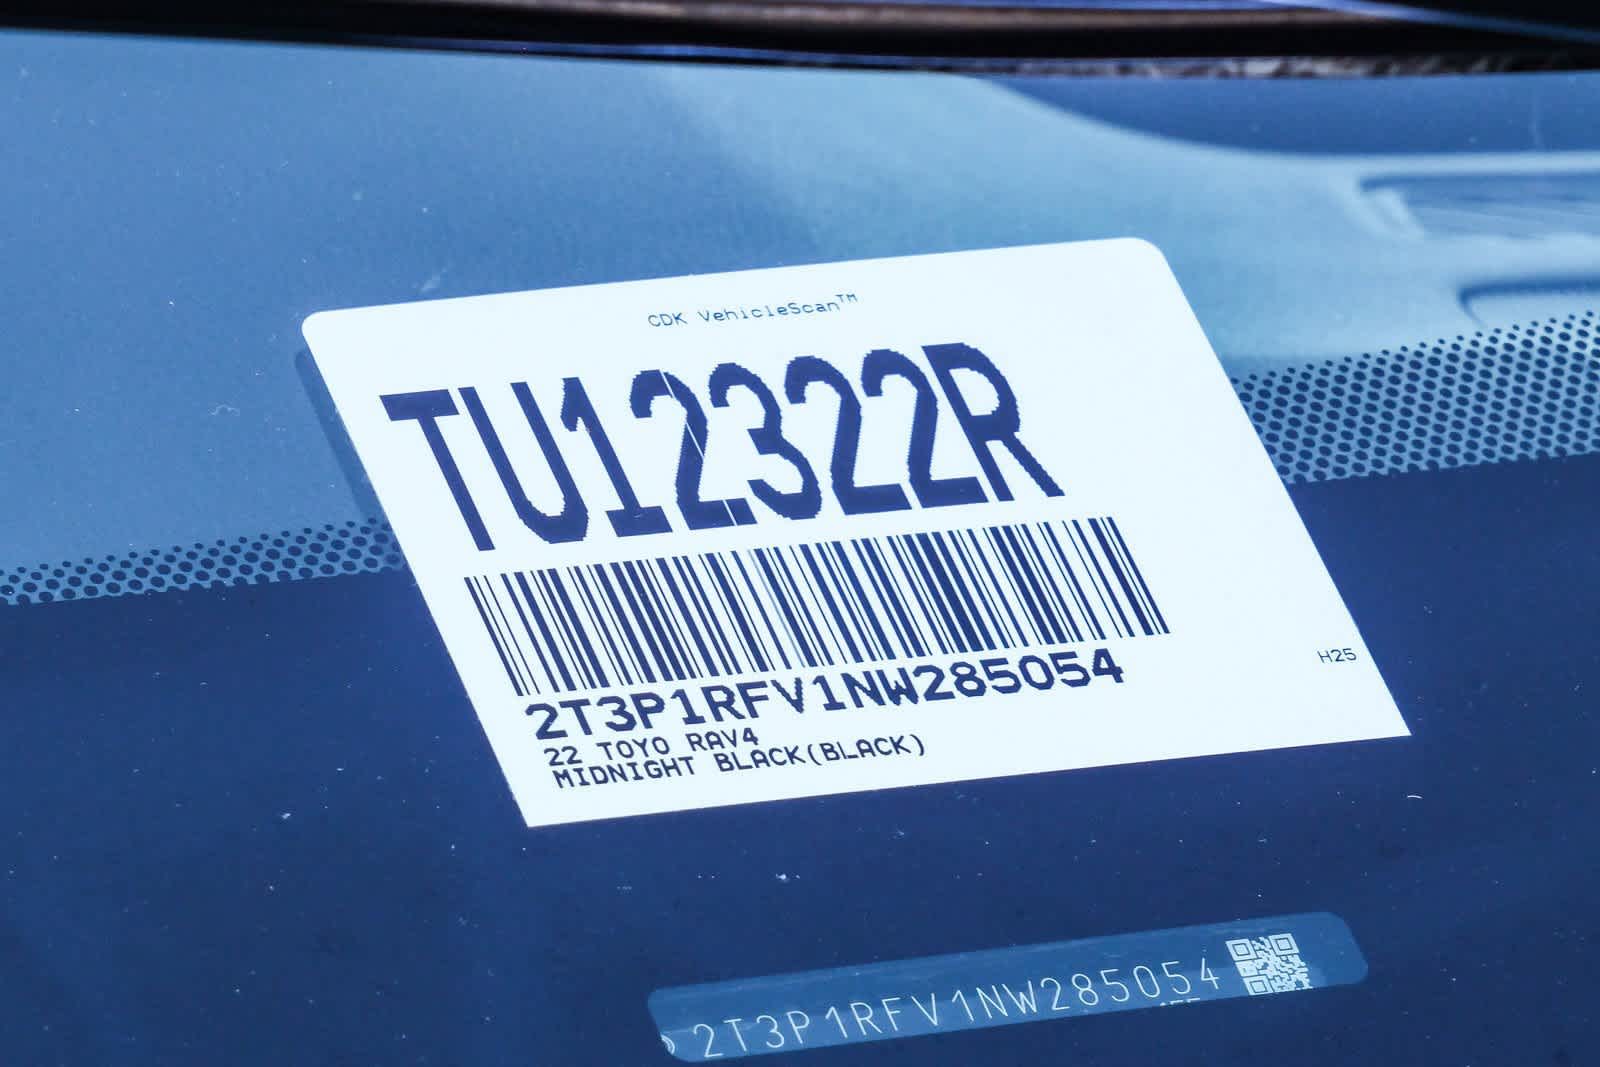 CDK VehicleScan™
TU12322R
2T3P1RFV1NW285054
H25
22 TOYO RAV4
MIDNIGHT BLACK(BLACK)
2T3P1RFV1NW285054